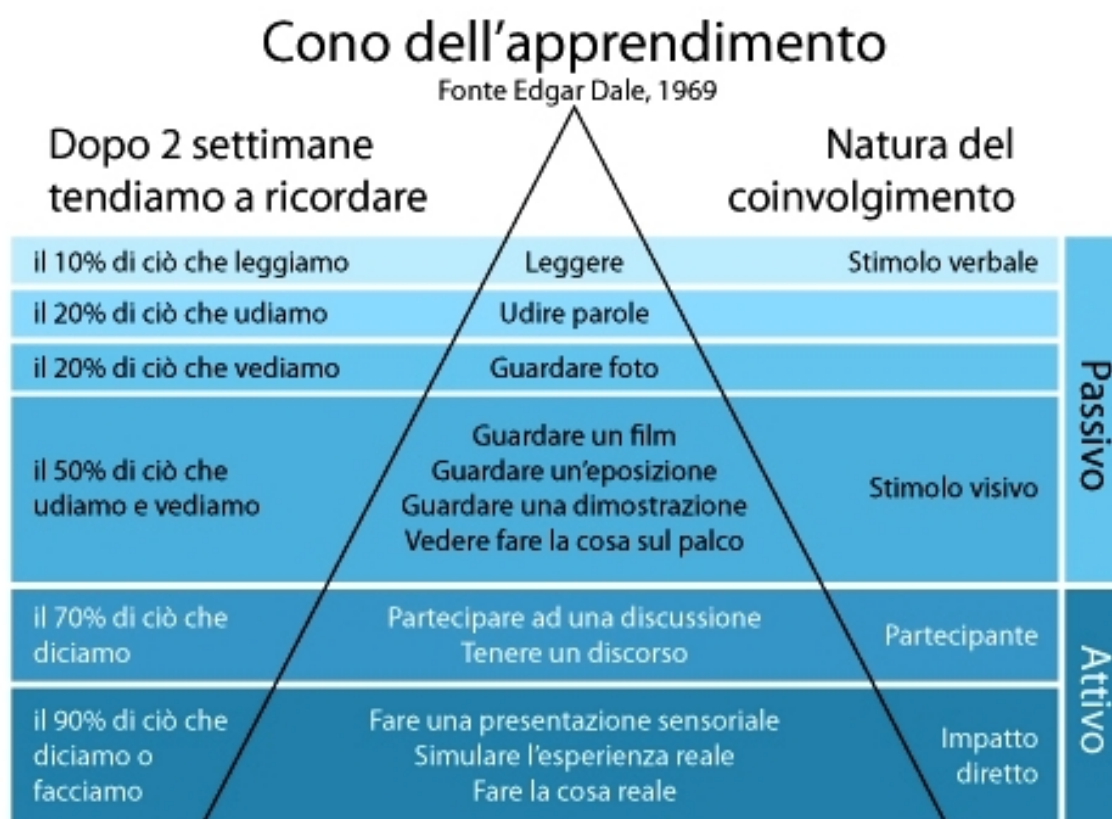 Cono dell'apprendimento
Fonte Edgar Dale, 1969
Dopo 2 settimane
tendiamo a ricordare
Natura del
coinvolgimento
il 10% di ciò che leggiamo
Leggere
Stimolo verbale
il 20% di ciò che udiamo
Udire parole
il 20% di ciò che vediamo
Guardare foto
il 50% di ciò che
udiamo e vediamo
Guardare un film
Guardare un'eposizione
Guardare una dimostrazione
Vedere fare la cosa sul palco
Stimolo visivo
Passivo
il 70% di ciò che
diciamo
Partecipare ad una discussione
Tenere un discorso
Partecipante
il 90% di ciò che
diciamo o
facciamo
Fare una presentazione sensoriale
Simulare l'esperienza reale
Fare la cosa reale
Impatto
diretto
Attivo